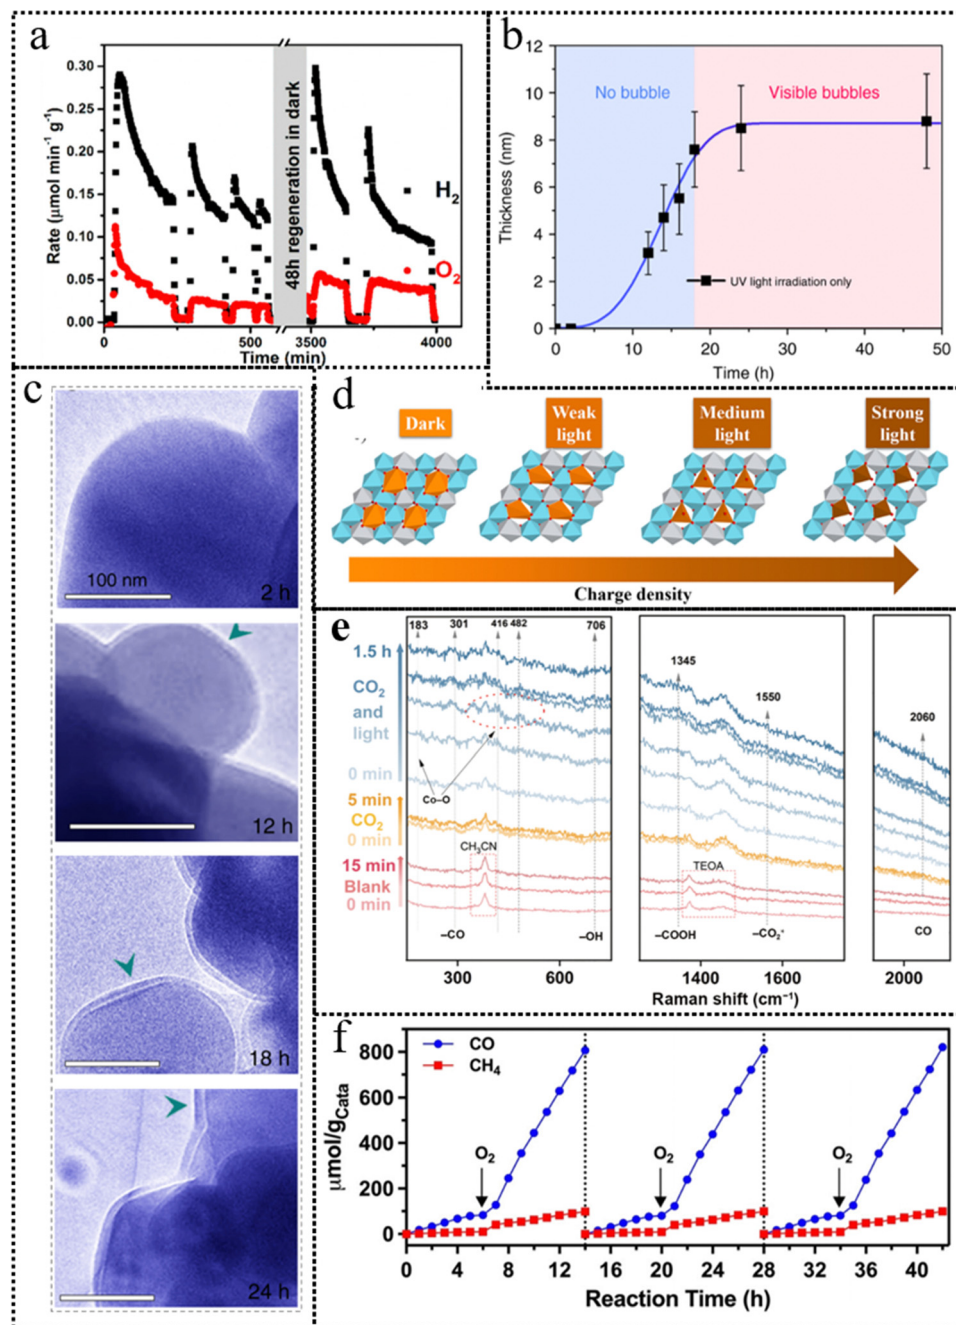 a
0.30
0.25
0.20
0.15
0.10
0.05
0.00
Rate (μmol min⁻¹ g⁻¹)
48h regeneration in dark
H₂
O₂
0
500
3500
4000
Time (min)
b
12
10
8
6
4
2
0
Thickness (nm)
No bubble
Visible bubbles
UV light irradiation only
0
10
20
30
40
50
Time (h)
c
100 nm
2 h
12 h
18 h
24 h
d
Dark
Weak
light
Medium
light
Strong
light
Charge density
e
183
301
416
482
706
1.5 h
CO₂
and
light
0 min
5 min
CO₂
0 min
15 min
Blank
0 min
Co–O
CH₃CN
–CO
–OH
1345
1550
TEOA
–COOH
–CO₂*
2060
CO
300
600
1400
1600
2000
Raman shift (cm⁻¹)
f
CO
CH₄
800
600
400
200
0
μmol/gCata
O₂
O₂
O₂
0
4
8
12
16
20
24
28
32
36
40
Reaction Time (h)